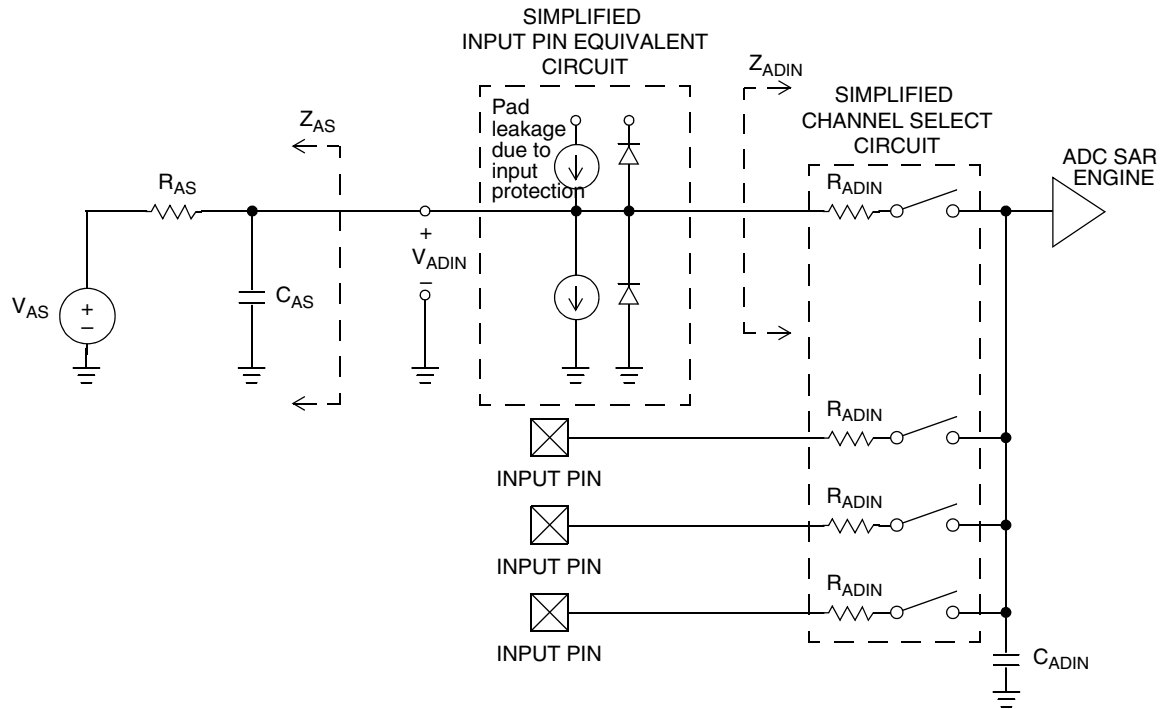 SIMPLIFIED
INPUT PIN EQUIVALENT
CIRCUIT
Pad
leakage
due to
input
protection
Z_AS
R_AS
V_AS
+
−
C_AS
+
V_ADIN
−
Z_ADIN
SIMPLIFIED
CHANNEL SELECT
CIRCUIT
R_ADIN
ADC SAR
ENGINE
R_ADIN
INPUT PIN
R_ADIN
INPUT PIN
R_ADIN
INPUT PIN
C_ADIN